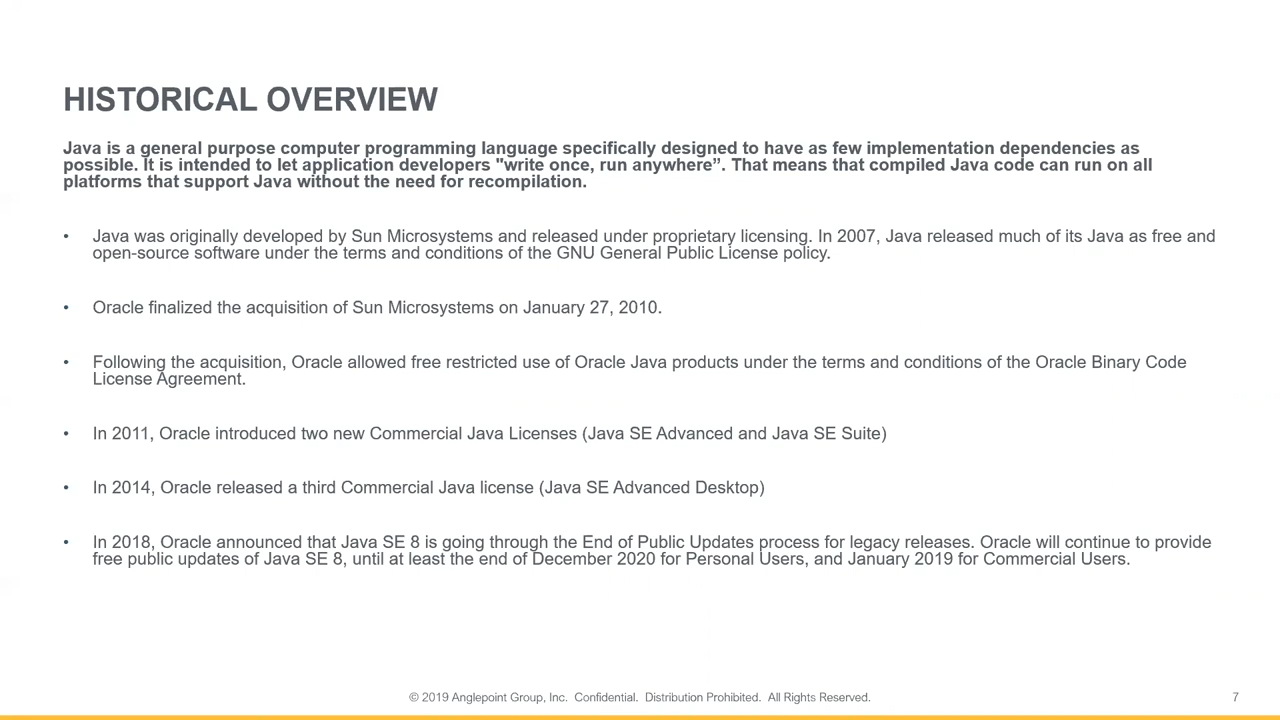 HISTORICAL OVERVIEW
Java is a general purpose computer programming language specifically designed to have as few implementation dependencies as
possible. It is intended to let application developers "write once, run anywhere”. That means that compiled Java code can run on all
platforms that support Java without the need for recompilation.
• Java was originally developed by Sun Microsystems and released under proprietary licensing. In 2007, Java released much of its Java as free and
open-source software under the terms and conditions of the GNU General Public License policy.
• Oracle finalized the acquisition of Sun Microsystems on January 27, 2010.
• Following the acquisition, Oracle allowed free restricted use of Oracle Java products under the terms and conditions of the Oracle Binary Code
License Agreement.
• In 2011, Oracle introduced two new Commercial Java Licenses (Java SE Advanced and Java SE Suite)
• In 2014, Oracle released a third Commercial Java license (Java SE Advanced Desktop)
• In 2018, Oracle announced that Java SE 8 is going through the End of Public Updates process for legacy releases. Oracle will continue to provide
free public updates of Java SE 8, until at least the end of December 2020 for Personal Users, and January 2019 for Commercial Users.
© 2019 Anglepoint Group, Inc. Confidential. Distribution Prohibited. All Rights Reserved.
7